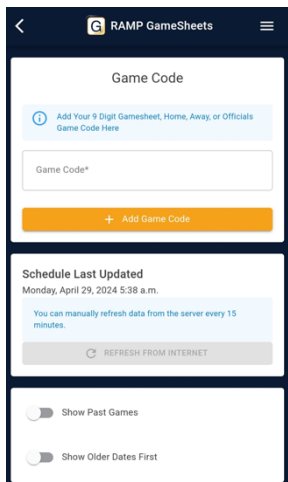 G RAMP GameSheets
Game Code
Add Your 9 Digit Gamesheet, Home, Away, or Officials
Game Code Here
Game Code*
+ Add Game Code
Schedule Last Updated
Monday, April 29, 2024 5:38 a.m.
You can manually refresh data from the server every 15
minutes.
REFRESH FROM INTERNET
Show Past Games
Show Older Dates First